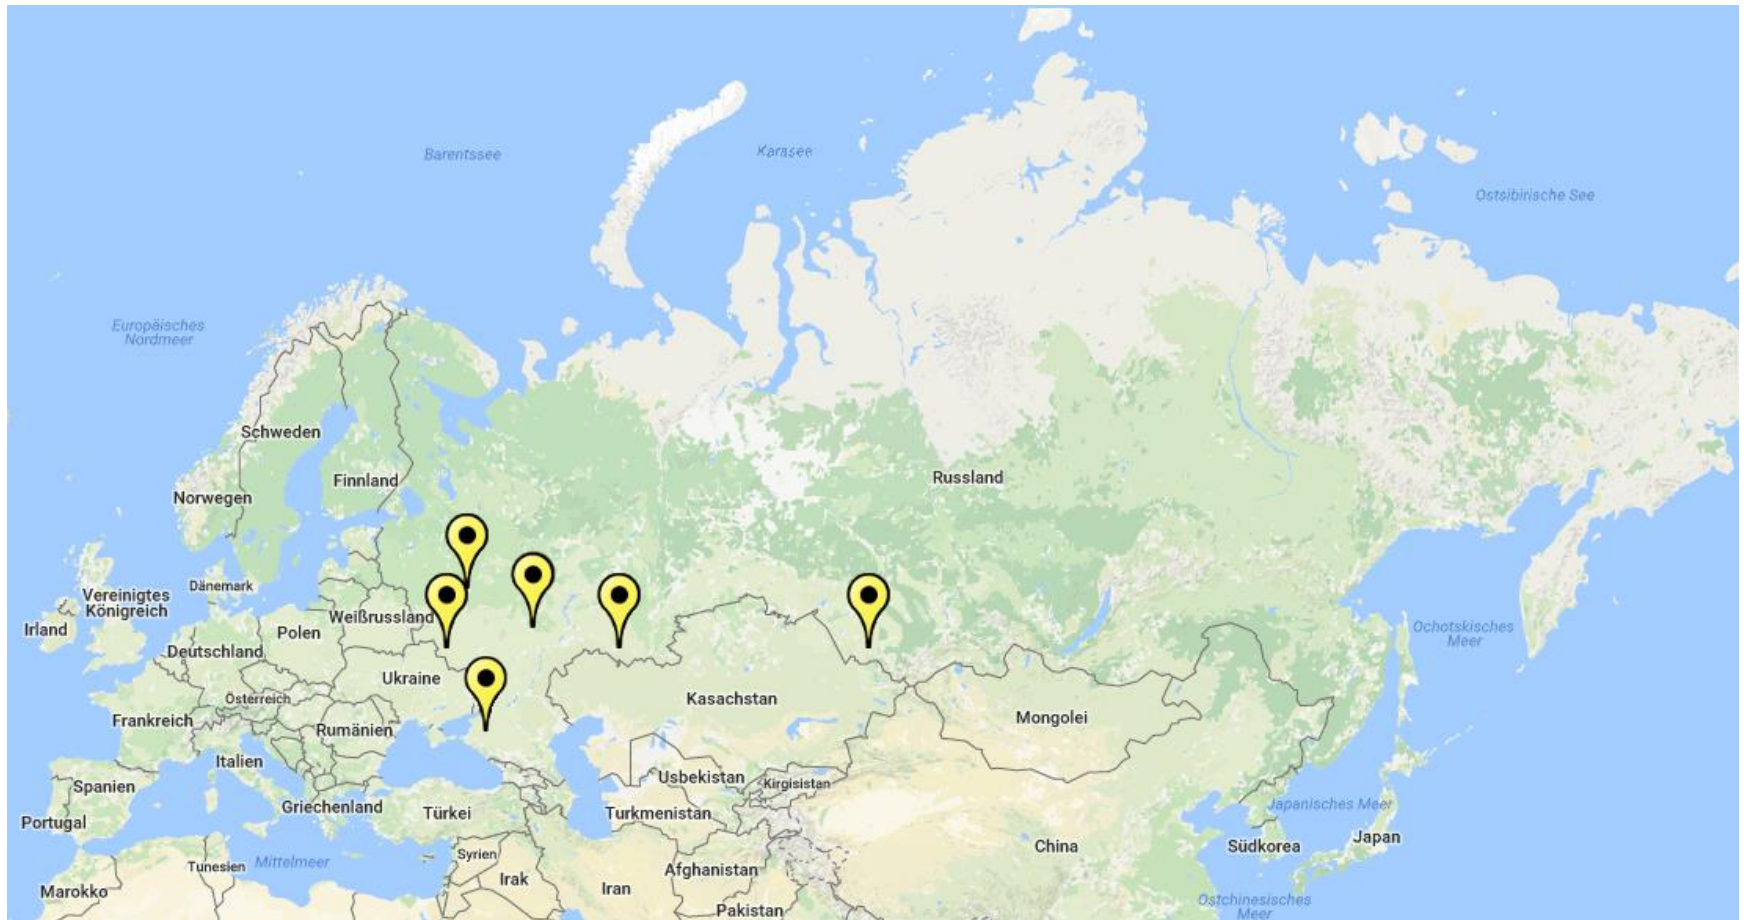 Barentssee
Karasee
Ostsibirische See
Europäisches
Nordmeer
Schweden
Finnland
Russland
Norwegen
Dänemark
Vereinigtes
Königreich
Weißrussland
Irland
Polen
Ochotskisches
Meer
Deutschland
Ukraine
Österreich
Kasachstan
Frankreich
Mongolei
Rumänien
Italien
Usbekistan
Kirgisistan
Spanien
Griechenland
Türkei
Turkmenistan
Japanisches Meer
Portugal
Japan
Südkorea
China
Syrien
Mittelmeer
Tunesien
Afghanistan
Irak
Iran
Marokko
Pakistan
Ostchinesisches
Meer